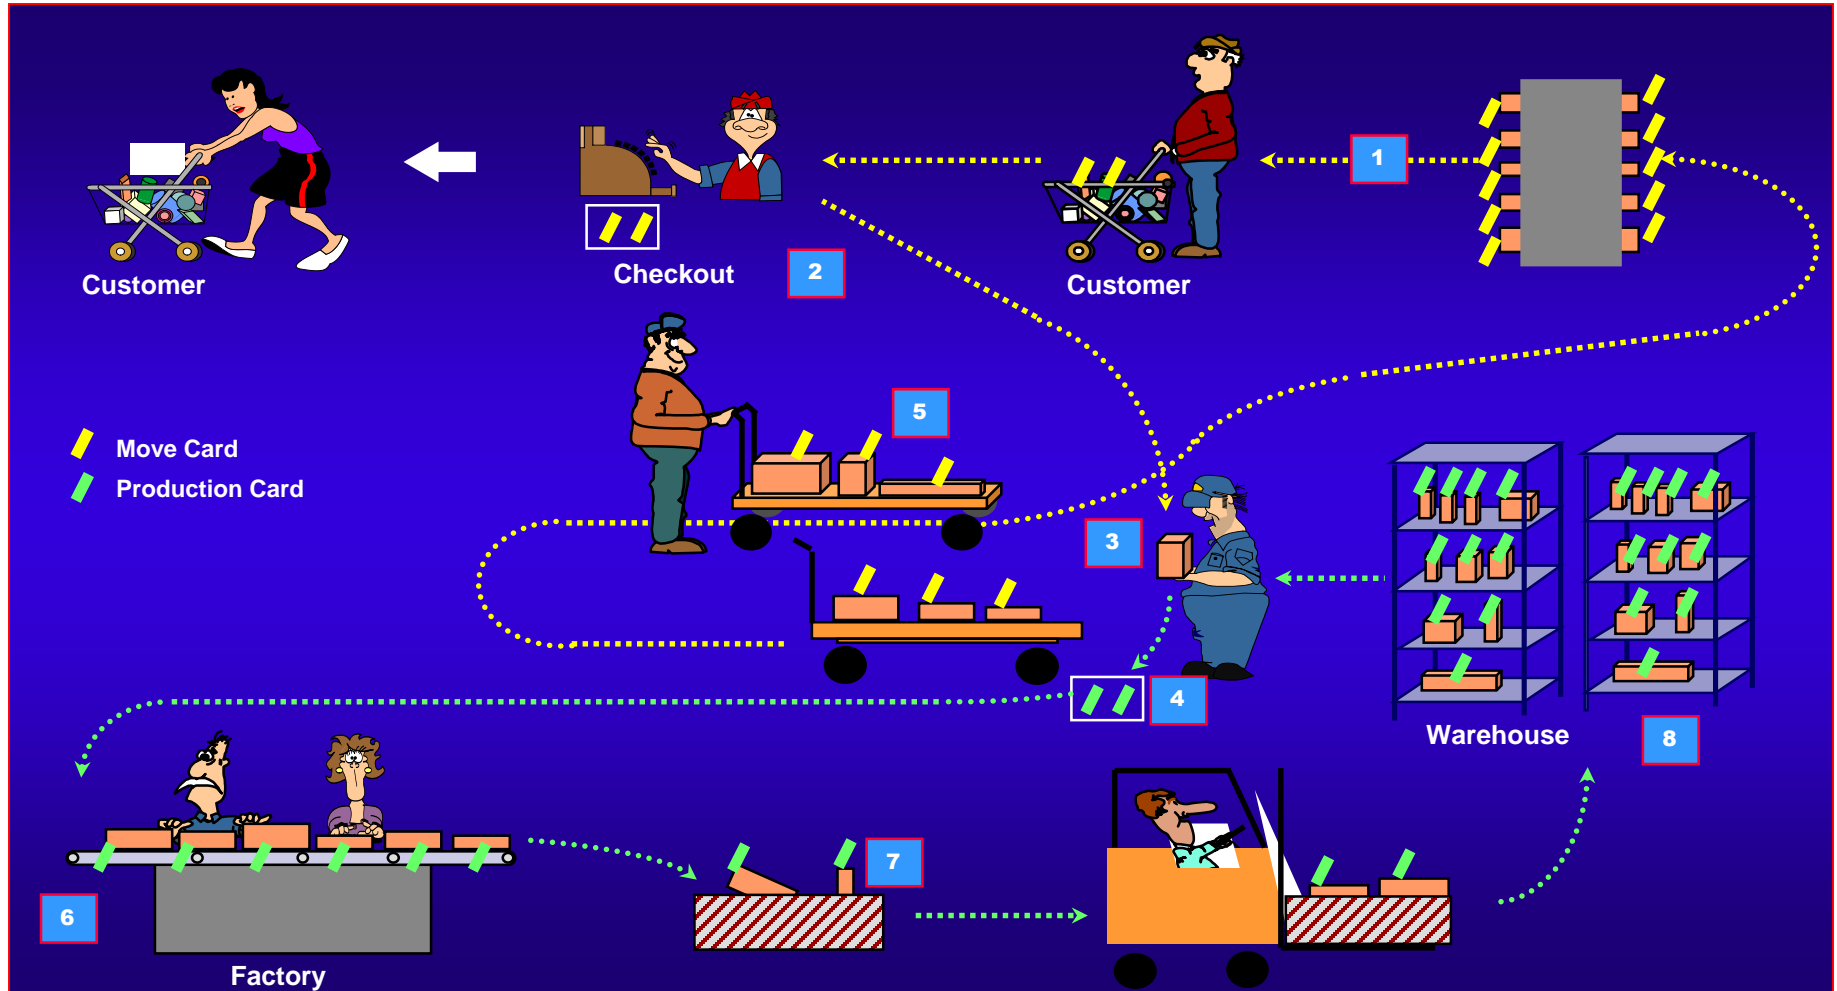 1
2
Checkout
Customer
Customer
5
Move Card
Production Card
3
4
Warehouse
8
7
6
Factory